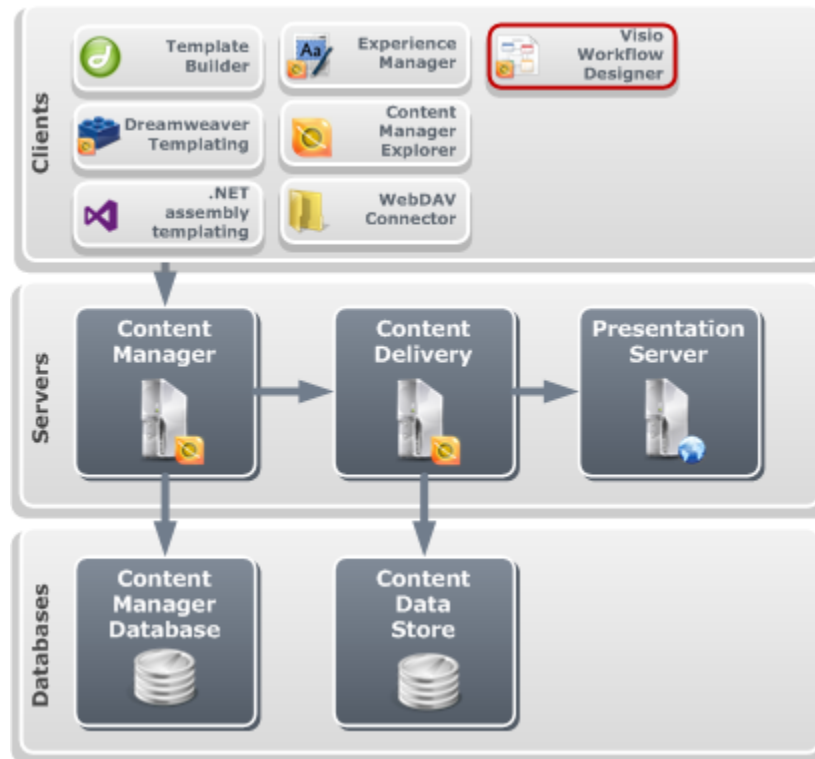 Clients
Template
Builder
Experience
Manager
Visio
Workflow
Designer
Dreamweaver
Templating
Content
Manager
Explorer
.NET
assembly
templating
WebDAV
Connector
Servers
Content
Manager
Content
Delivery
Presentation
Server
Databases
Content
Manager
Database
Content
Data
Store